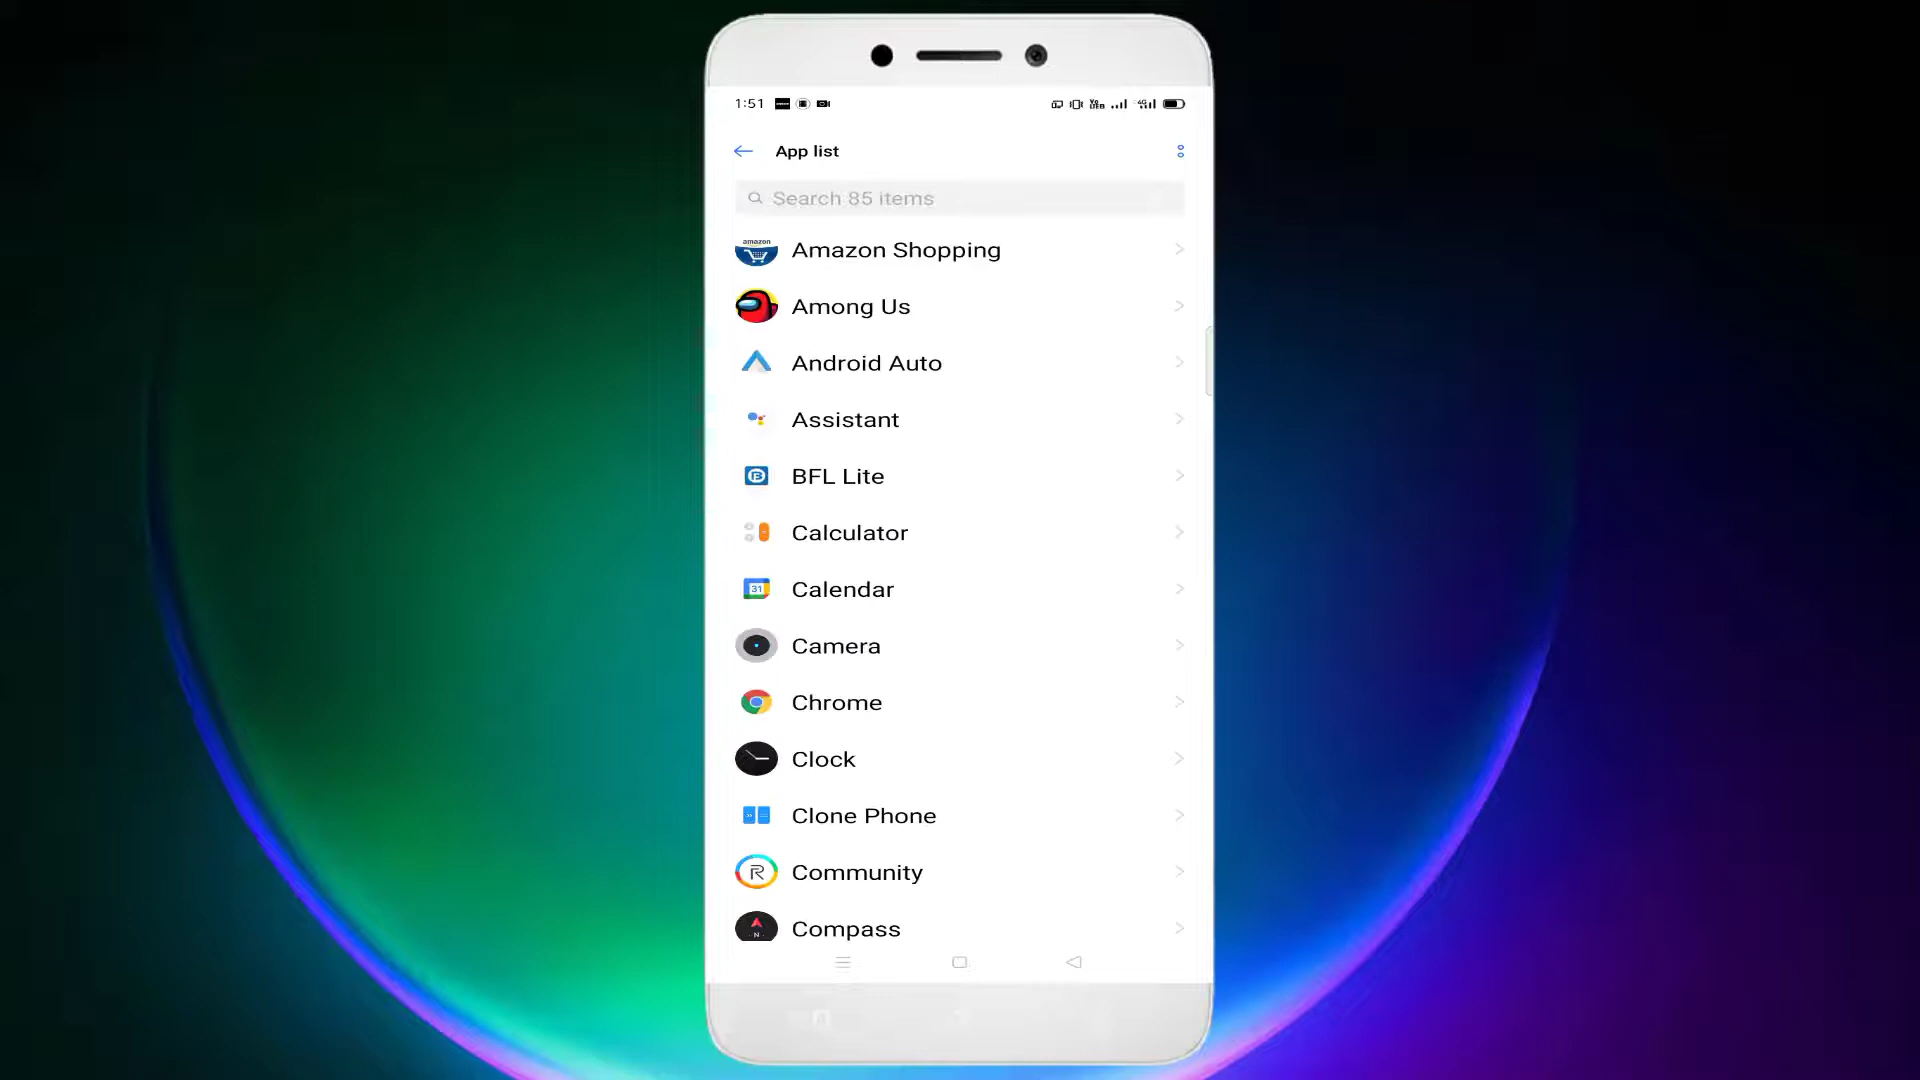 1:51
App list
Search 85 items
amazon
Amazon Shopping
Among Us
Android Auto
Assistant
BFL Lite
Calculator
31
Calendar
Camera
Chrome
Clock
Clone Phone
R
Community
N
Compass